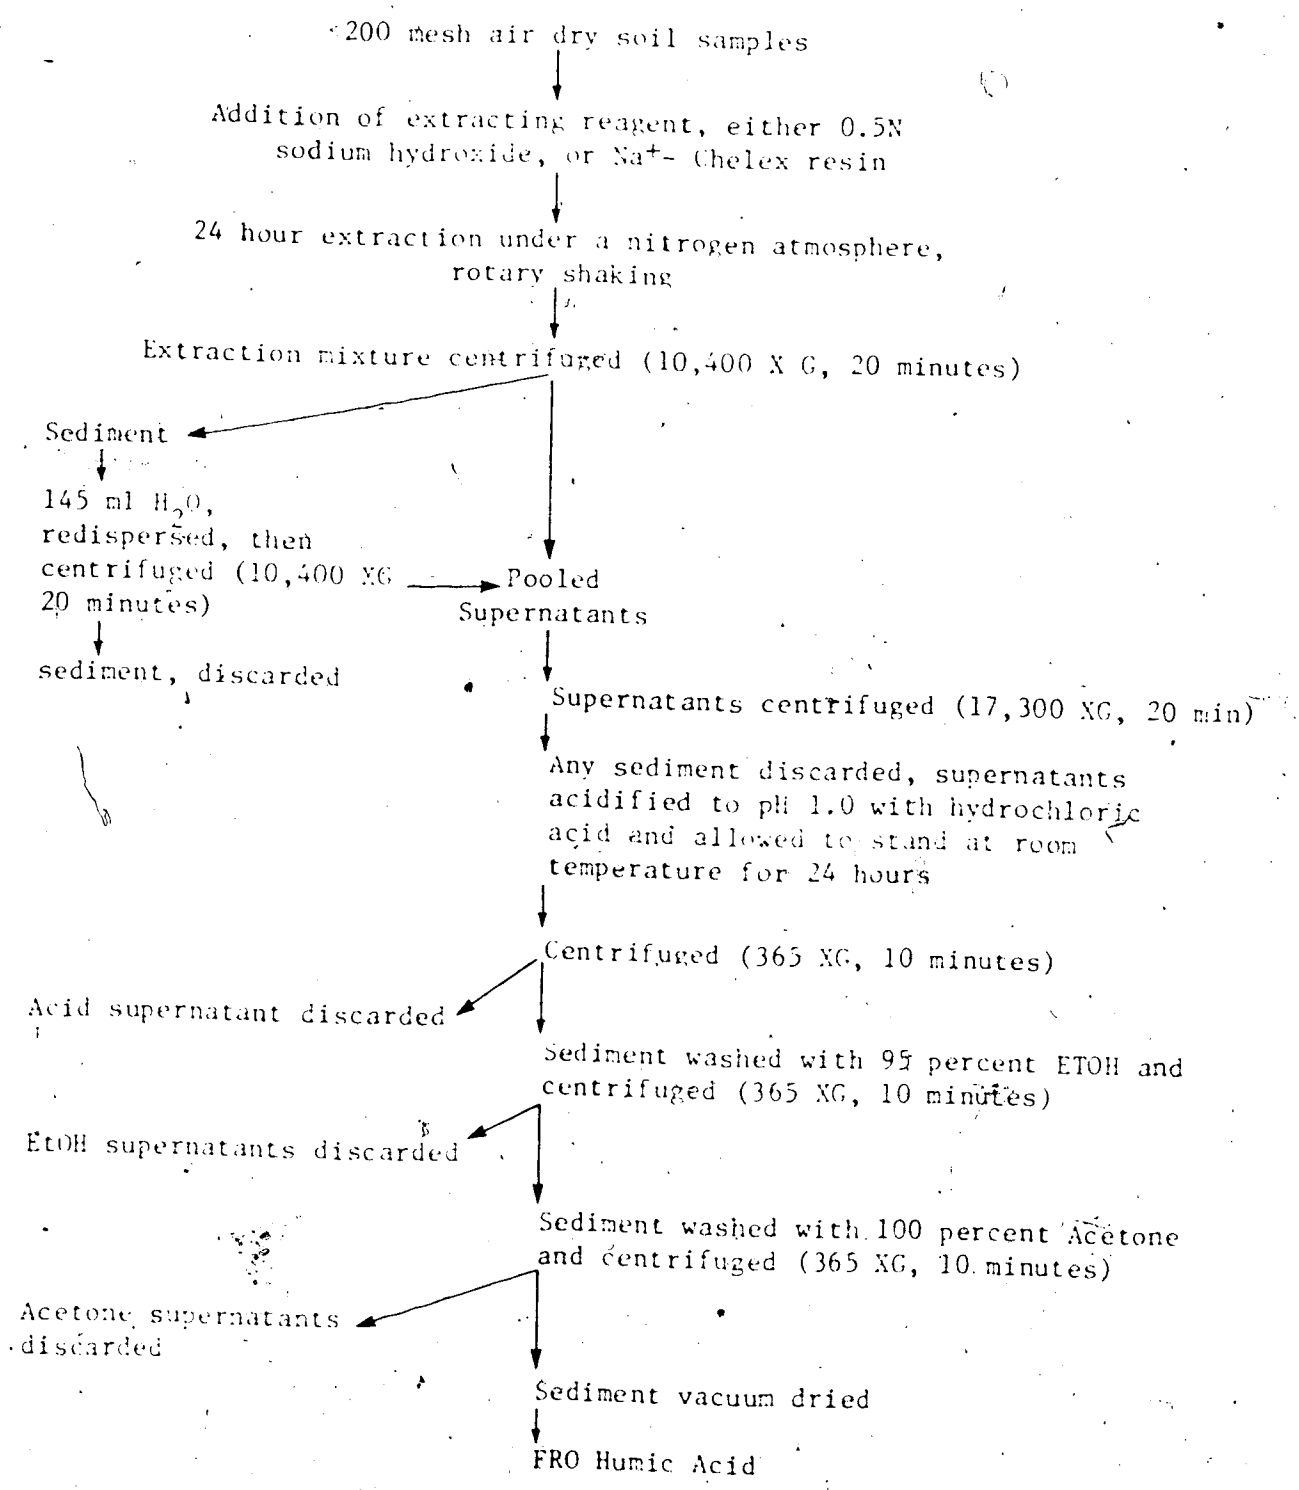 <200 mesh air dry soil samples
Addition of extracting reagent, either 0.5N
sodium hydroxide, or Na+- Chelex resin
24 hour extraction under a nitrogen atmosphere,
rotary shaking
Extraction mixture centrifuged (10,400 X G, 20 minutes)
Sediment
145 ml H2O,
redispersed, then
centrifuged (10,400 XG
20 minutes)
sediment, discarded
Pooled
Supernatants
Supernatants centrifuged (17,300 XG, 20 min)
Any sediment discarded, supernatants
acidified to pH 1.0 with hydrochloric
acid and allowed to stand at room
temperature for 24 hours
Centrifuged (365 XG, 10 minutes)
Acid supernatant discarded
Sediment washed with 95 percent ETOH and
centrifuged (365 XG, 10 minutes)
EtOH supernatants discarded
Sediment washed with 100 percent Acetone
and centrifuged (365 XG, 10 minutes)
Acetone supernatants
discarded
Sediment vacuum dried
FRO Humic Acid